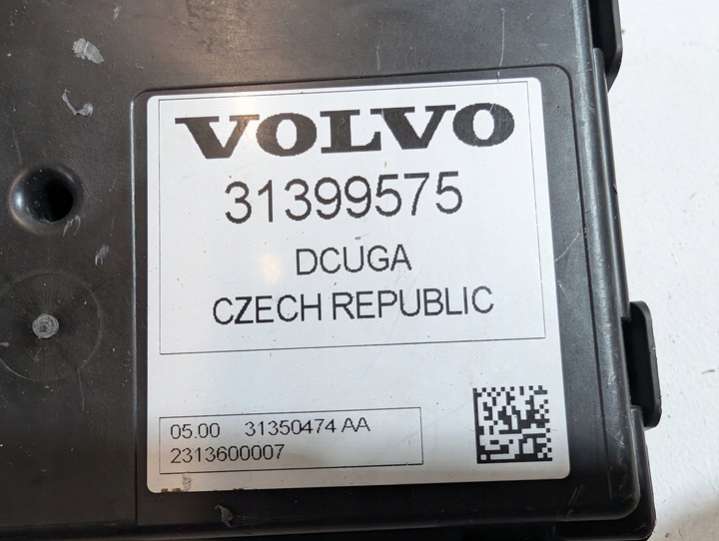 VOLVO
31399575
DCUGA
CZECH REPUBLIC
05.00 31350474 AA
2313600007